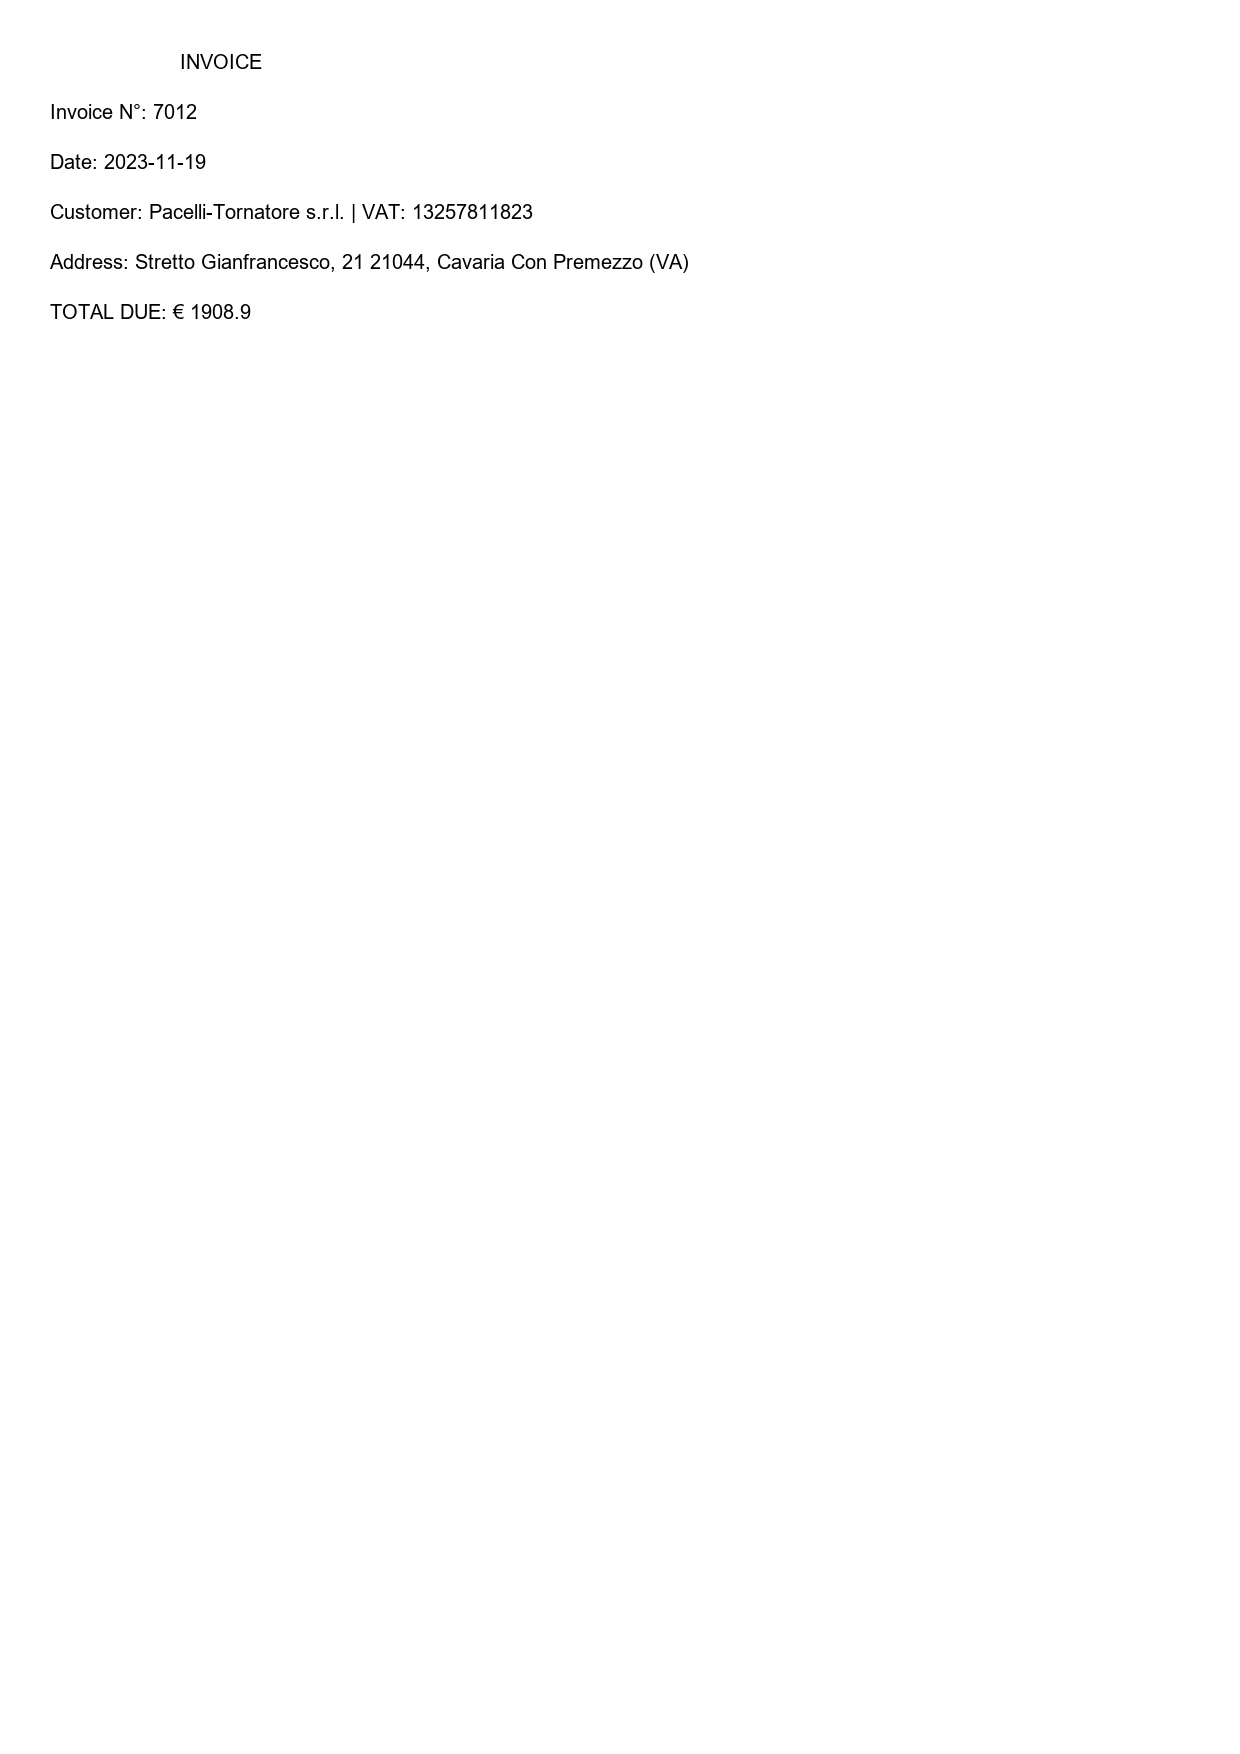 INVOICE
Invoice N°: 7012
Date: 2023-11-19
Customer: Pacelli-Tornatore s.r.l. | VAT: 13257811823
Address: Stretto Gianfrancesco, 21 21044, Cavaria Con Premezzo (VA)
TOTAL DUE: € 1908.9